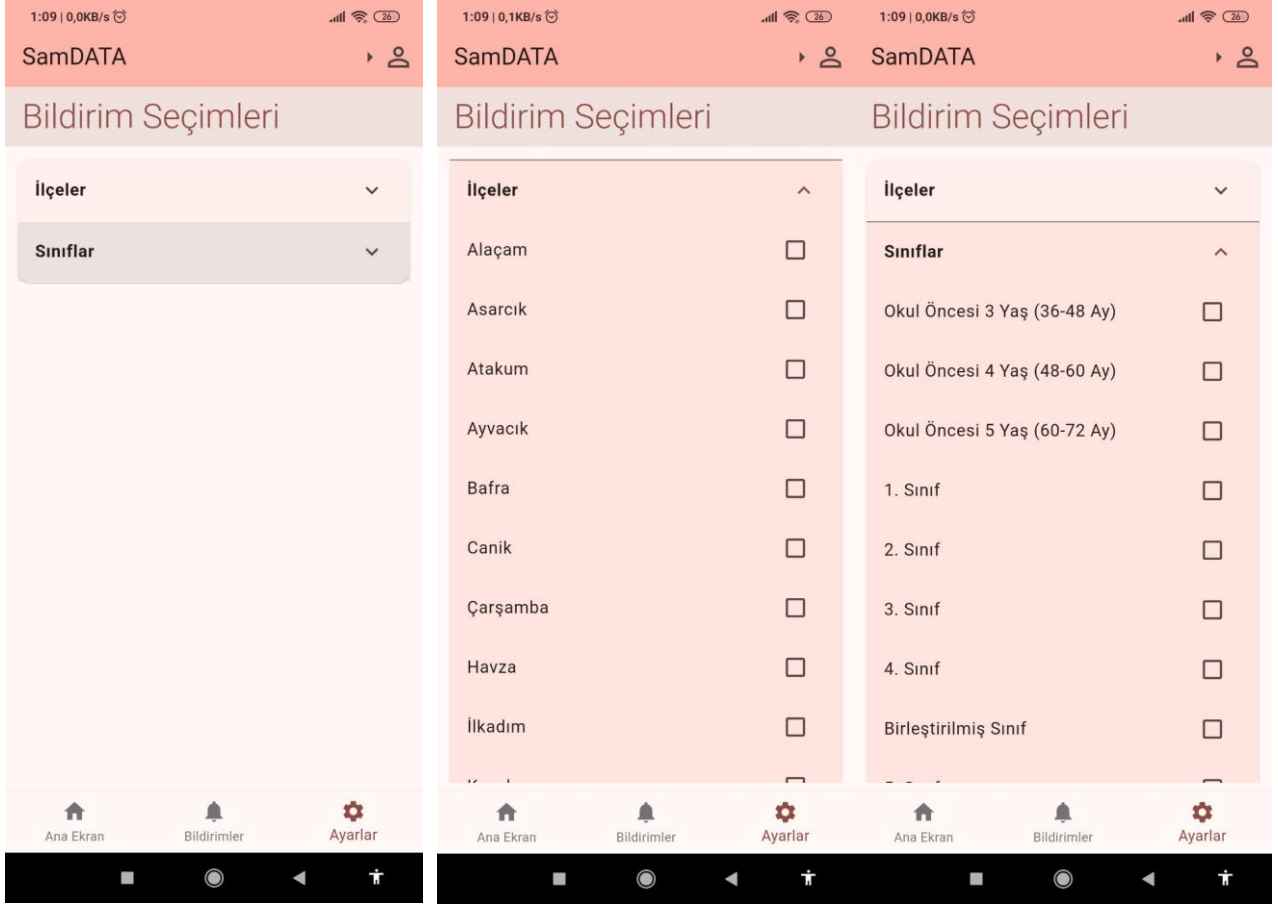 1:09 | 0,0KB/s
26
SamDATA
Bildirim Seçimleri
İlçeler
Sınıflar
Ana Ekran
Bildirimler
Ayarlar
1:09 | 0,1KB/s
26
SamDATA
Bildirim Seçimleri
İlçeler
Alaçam
Asarcık
Atakum
Ayvacık
Bafra
Canik
Çarşamba
Havza
İlkadım
Ana Ekran
Bildirimler
Ayarlar
1:09 | 0,0KB/s
26
SamDATA
Bildirim Seçimleri
İlçeler
Sınıflar
Okul Öncesi 3 Yaş (36-48 Ay)
Okul Öncesi 4 Yaş (48-60 Ay)
Okul Öncesi 5 Yaş (60-72 Ay)
1. Sınıf
2. Sınıf
3. Sınıf
4. Sınıf
Birleştirilmiş Sınıf
Ana Ekran
Bildirimler
Ayarlar